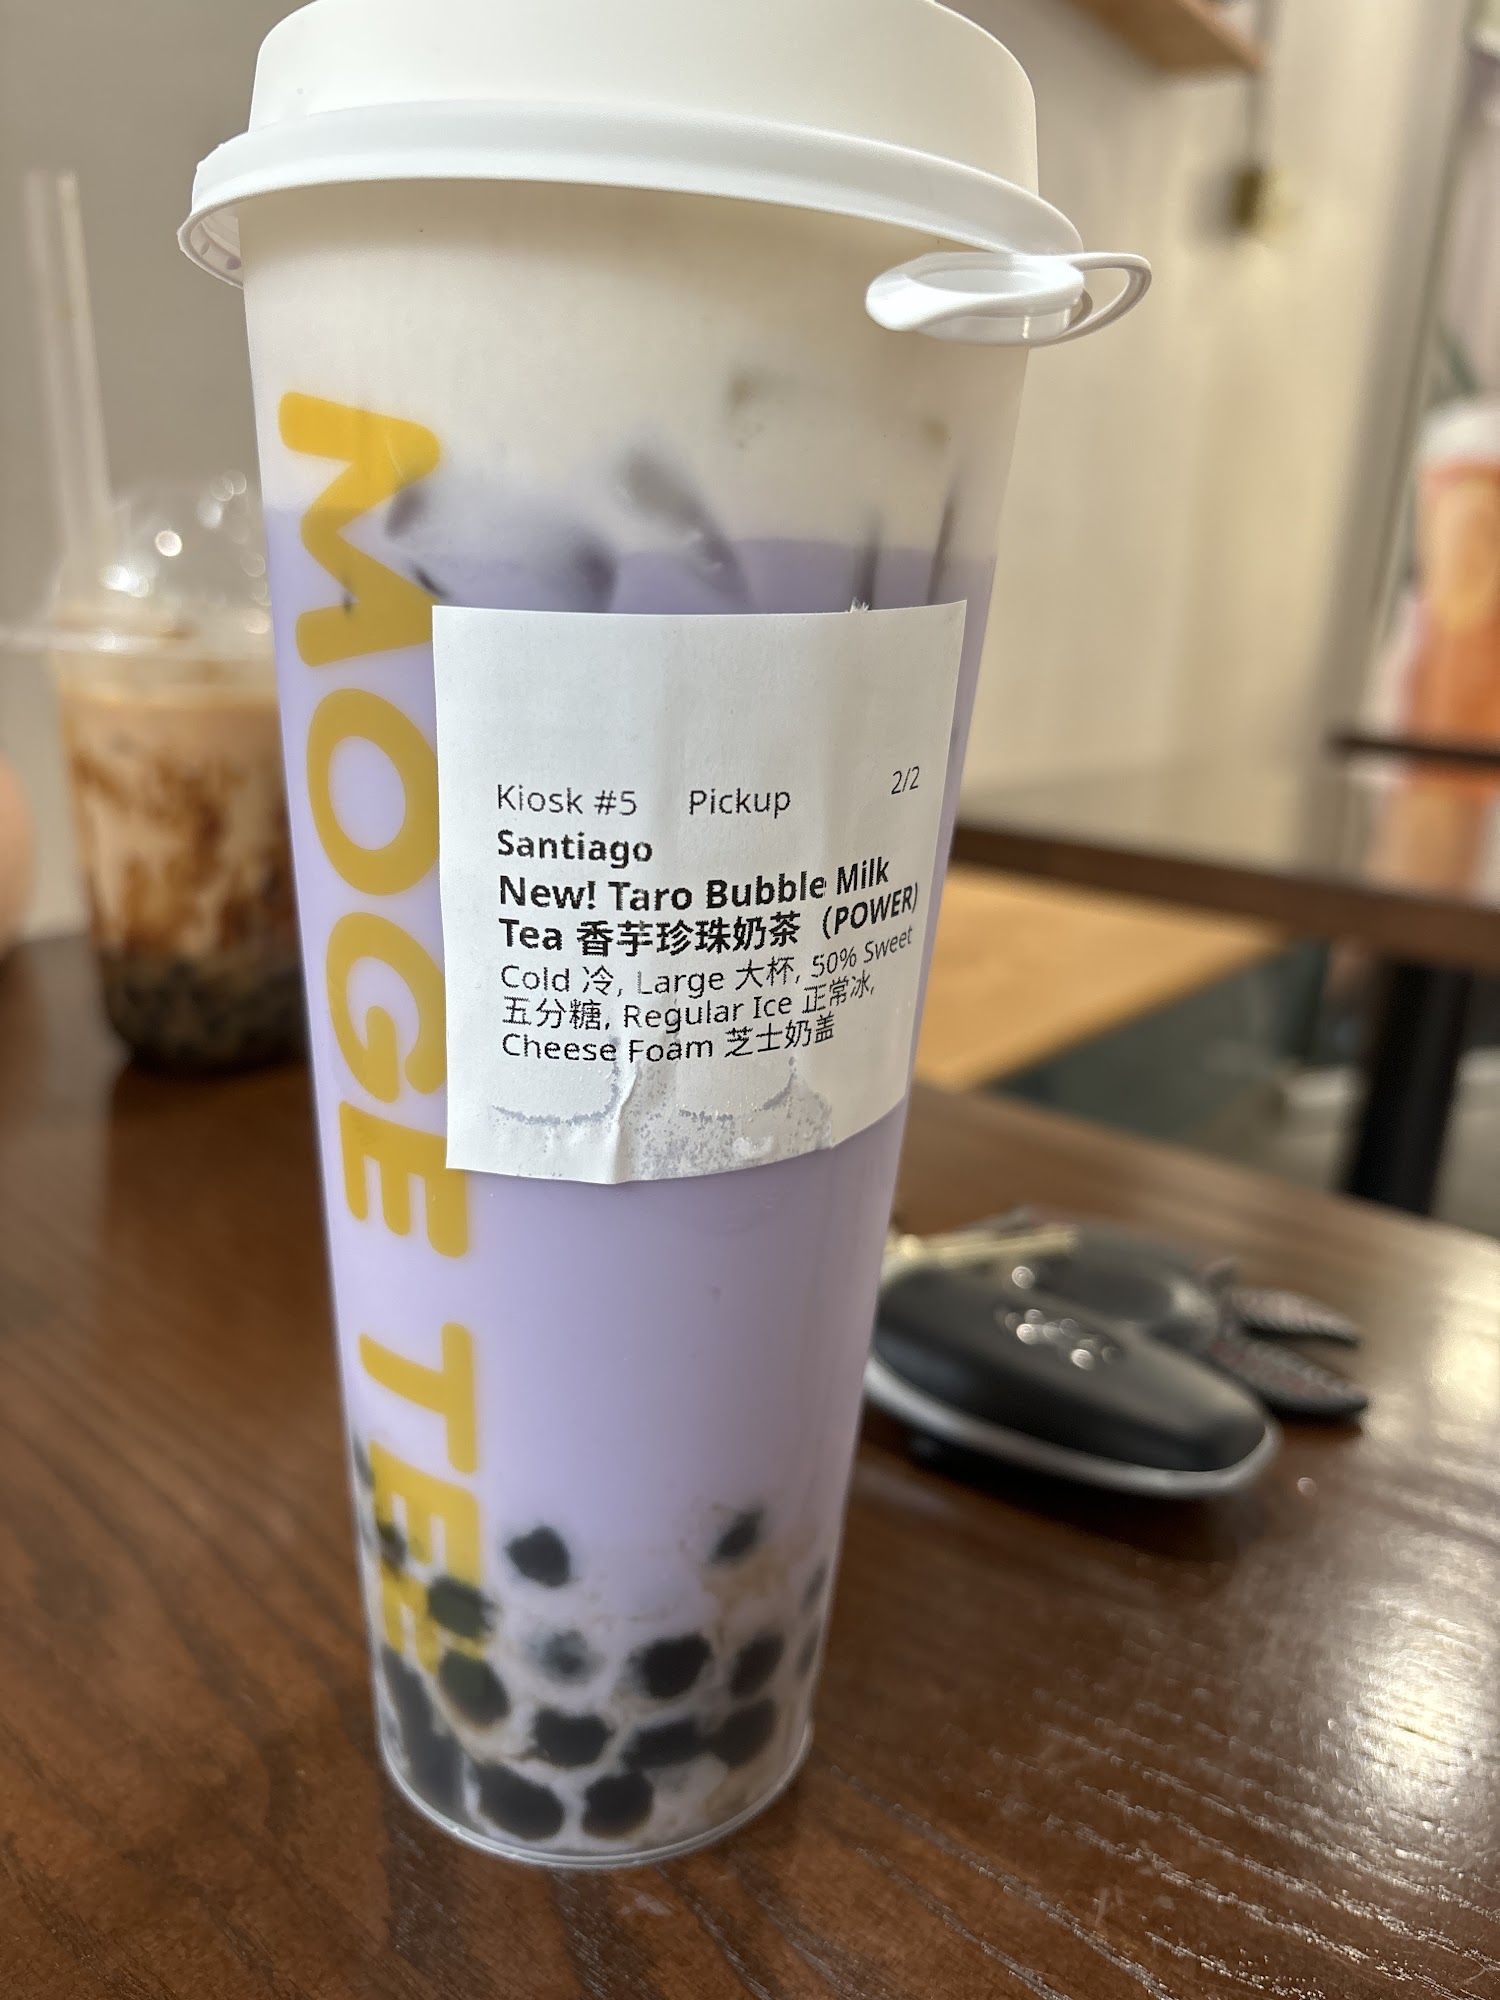 MOGE TEE
Kiosk #5 Pickup 2/2
Santiago
New! Taro Bubble Milk
Tea 香芋珍珠奶茶（POWER)
Cold 冷, Large 大杯, 50% Sweet
五分糖, Regular Ice 正常冰,
Cheese Foam 芝士奶盖